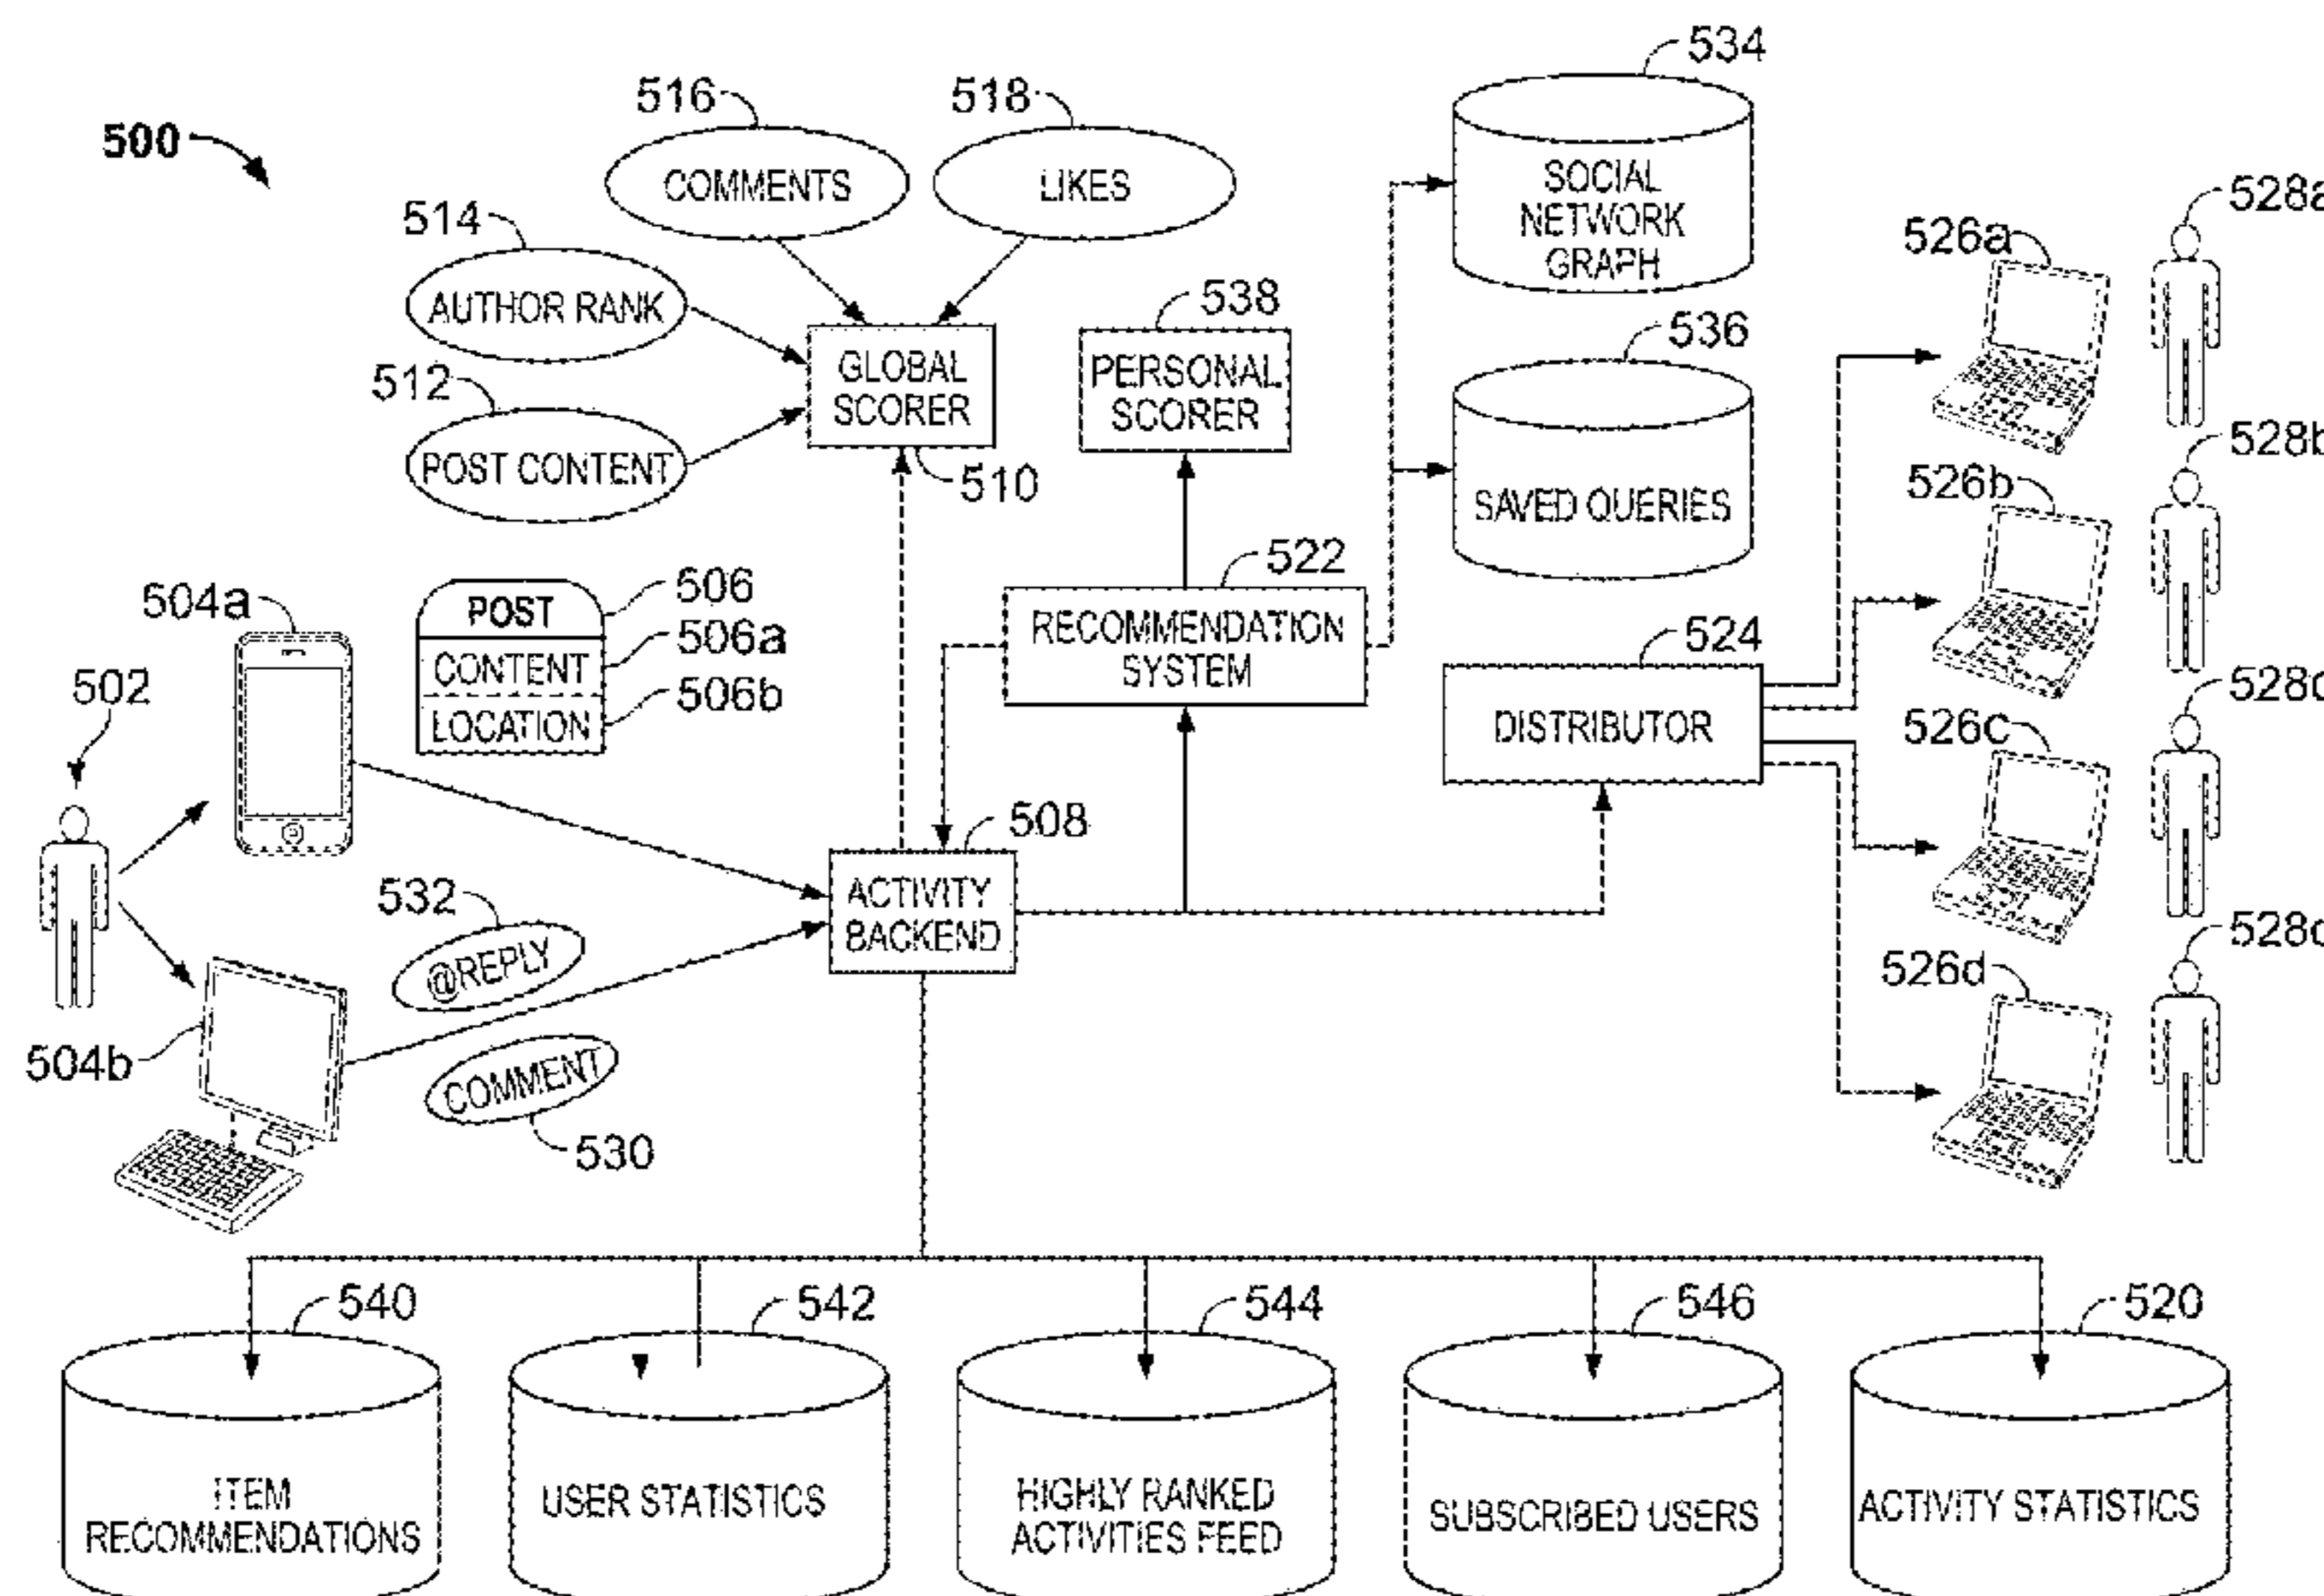 500
516
COMMENTS
518
LIKES
514
AUTHOR RANK
512
POST CONTENT
GLOBAL
SCORER
510
538
PERSONAL
SCORER
534
SOCIAL
NETWORK
GRAPH
536
SAVED QUERIES
522
RECOMMENDATION
SYSTEM
524
DISTRIBUTOR
526a
528a
526b
528b
526c
528c
526d
528d
502
504a
504b
POST
506
CONTENT
506a
LOCATION
506b
532
@REPLY
COMMENT
530
508
ACTIVITY
BACKEND
540
ITEM
RECOMMENDATIONS
542
USER STATISTICS
544
HIGHLY RANKED
ACTIVITIES FEED
546
SUBSCRIBED USERS
520
ACTIVITY STATISTICS